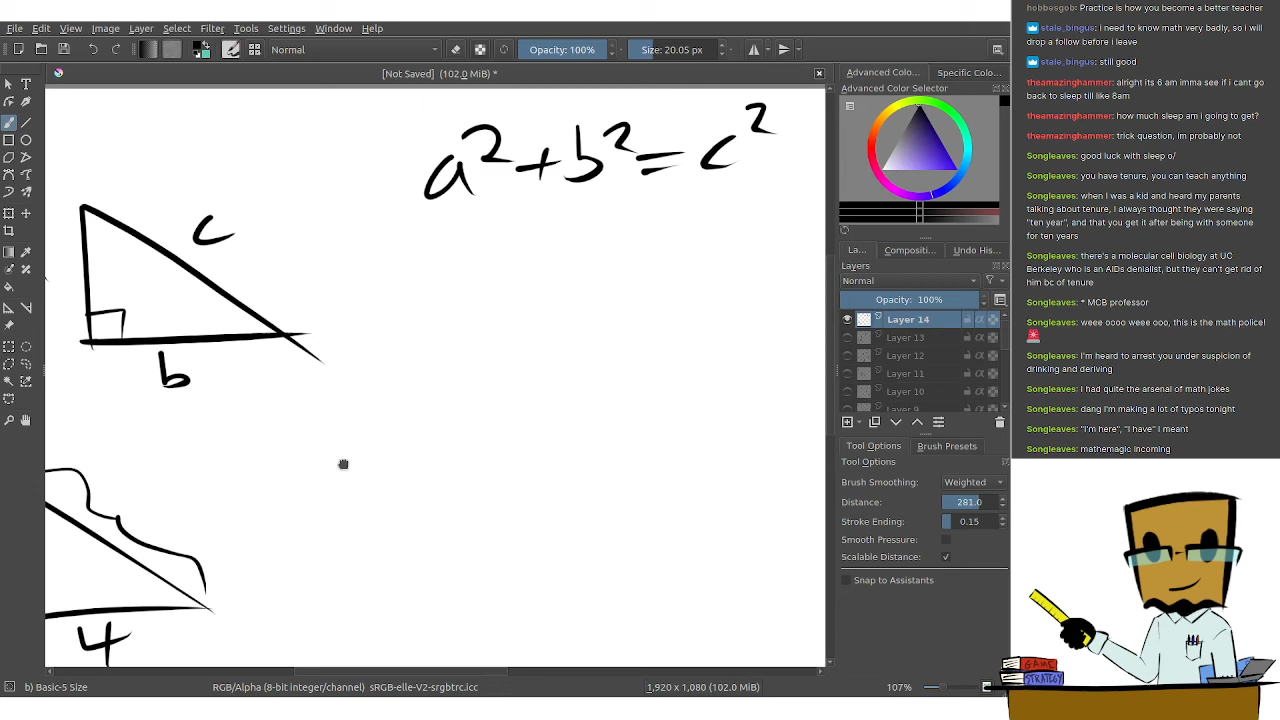 File Edit View Image Layer Select Filter Tools Settings Window Help
Normal
Opacity: 100%
Size: 20.05 px
[Not Saved] (102.0 MiB) *
a²+b²=c²
c
b
4
b) Basic-5 Size
RGB/Alpha (8-bit integer/channel) sRGB-elle-V2-srgbtrc.icc
1,920 x 1,080 (102.0 MiB)
107%
Advanced Colo... Specific Color...
Advanced Color Selector
La... Compositi... Undo His...
Layers
Normal
Opacity: 100%
Layer 14
Layer 13
Layer 12
Layer 11
Layer 10
Layer 9
Tool Options Brush Presets
Tool Options
Brush Smoothing: Weighted
Distance: 281.0
Stroke Ending: 0.15
Smooth Pressure:
Scalable Distance:
Snap to Assistants
hobbesgob: Practice is how you become a better teacher
stale_bingus: i need to know math very badly, so i will
drop a follow before i leave
stale_bingus: still good
theamazinghammer: alright its 6 am imma see if i cant go
back to sleep till like 8am
theamazinghammer: how much sleep am i going to get?
theamazinghammer: trick question, im probably not
Songleaves: good luck with sleep o/
Songleaves: you have tenure, you can teach anything
Songleaves: when I was a kid and heard my parents
talking about tenure, I always thought they were saying
"ten year", and that you get it after being with someone
for ten years
Songleaves: there's a molecular cell biology at UC
Berkeley who is an AIDs denialist, but they can't get rid of
him bc of tenure
Songleaves: * MCB professor
Songleaves: weee oooo weee ooo, this is the math police!
🚨
Songleaves: I'm heard to arrest you under suspicion of
drinking and deriving
Songleaves: I had quite the arsenal of math jokes
Songleaves: dang I'm making a lot of typos tonight
Songleaves: "I'm here", "I have" I meant
Songleaves: mathemagic incoming
GAME
STRATEGY